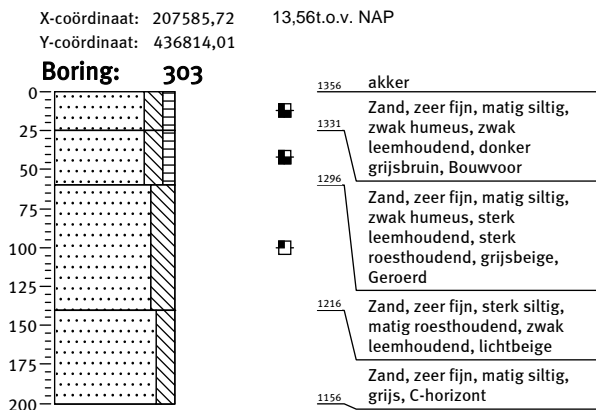 X-coördinaat: 207585,72 13,56t.o.v. NAP
Y-coördinaat: 436814,01
Boring: 303
0
25
50
75
100
125
150
175
200
1356 akker
Zand, zeer fijn, matig siltig,
zwak humeus, zwak
leemhoudend, donker
grijsbruin, Bouwvoor
1331
1296
Zand, zeer fijn, matig siltig,
zwak humeus, sterk
leemhoudend, sterk
roesthoudend, grijsbeige,
Geroerd
1216
Zand, zeer fijn, sterk siltig,
matig roesthoudend, zwak
leemhoudend, lichtbeige
Zand, zeer fijn, matig siltig,
grijs, C-horizont
1156